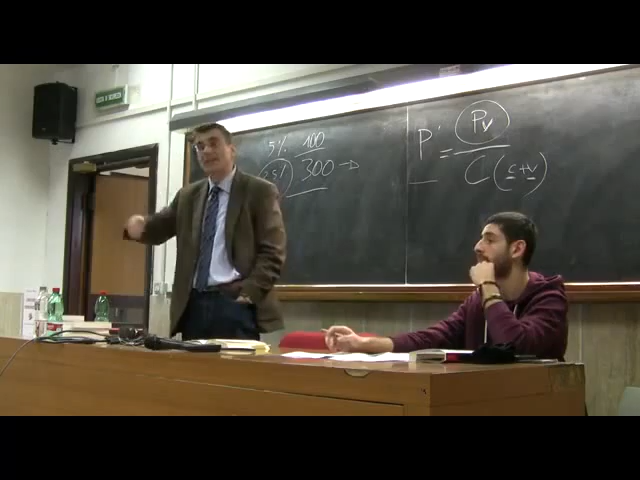 5% 100
300 →
P' = Pv
C (c+v)